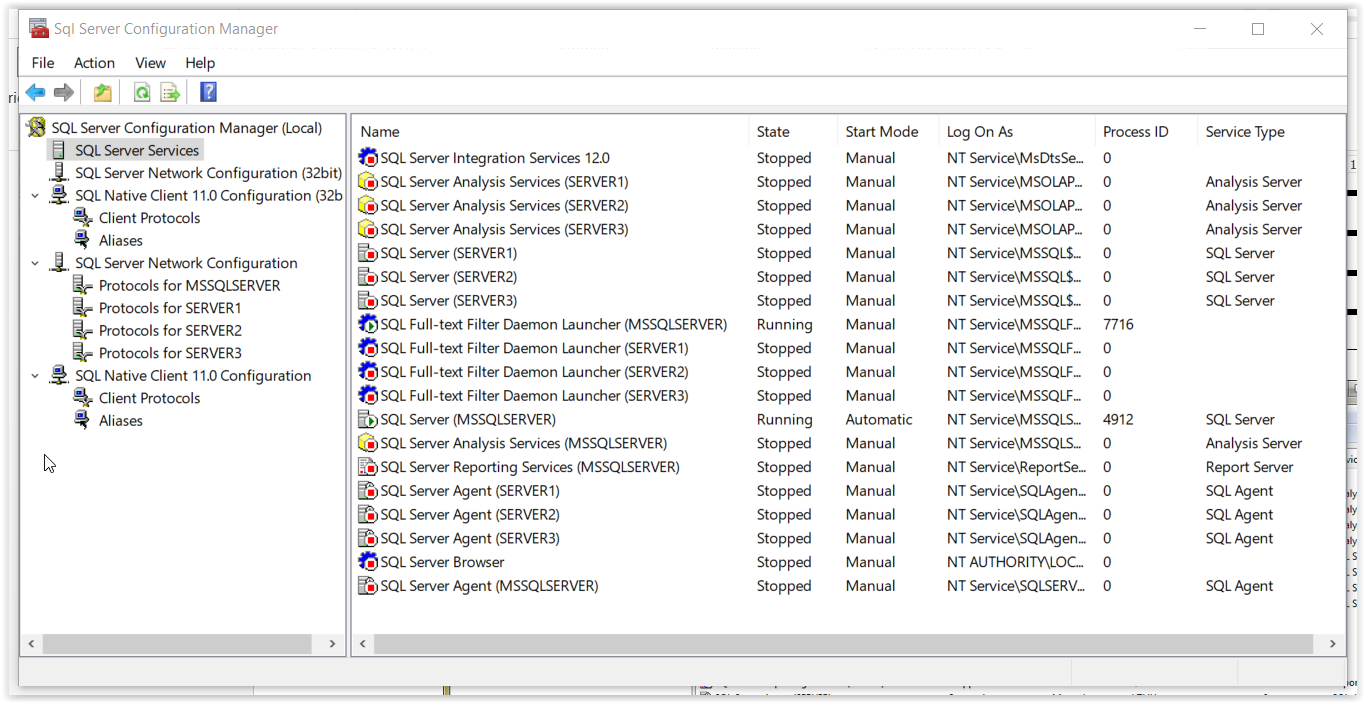 Sql Server Configuration Manager
File Action View Help
SQL Server Configuration Manager (Local)
SQL Server Services
SQL Server Network Configuration (32bit)
SQL Native Client 11.0 Configuration (32b
Client Protocols
Aliases
SQL Server Network Configuration
Protocols for MSSQLSERVER
Protocols for SERVER1
Protocols for SERVER2
Protocols for SERVER3
SQL Native Client 11.0 Configuration
Client Protocols
Aliases
Name State Start Mode Log On As Process ID Service Type
SQL Server Integration Services 12.0 Stopped Manual NT Service\MsDtsSe... 0
SQL Server Analysis Services (SERVER1) Stopped Manual NT Service\MSOLAP... 0 Analysis Server
SQL Server Analysis Services (SERVER2) Stopped Manual NT Service\MSOLAP... 0 Analysis Server
SQL Server Analysis Services (SERVER3) Stopped Manual NT Service\MSOLAP... 0 Analysis Server
SQL Server (SERVER1) Stopped Manual NT Service\MSSQL$... 0 SQL Server
SQL Server (SERVER2) Stopped Manual NT Service\MSSQL$... 0 SQL Server
SQL Server (SERVER3) Stopped Manual NT Service\MSSQL$... 0 SQL Server
SQL Full-text Filter Daemon Launcher (MSSQLSERVER) Running Manual NT Service\MSSQLF... 7716
SQL Full-text Filter Daemon Launcher (SERVER1) Stopped Manual NT Service\MSSQLF... 0
SQL Full-text Filter Daemon Launcher (SERVER2) Stopped Manual NT Service\MSSQLF... 0
SQL Full-text Filter Daemon Launcher (SERVER3) Stopped Manual NT Service\MSSQLF... 0
SQL Server (MSSQLSERVER) Running Automatic NT Service\MSSQLS... 4912 SQL Server
SQL Server Analysis Services (MSSQLSERVER) Stopped Manual NT Service\MSSQLS... 0 Analysis Server
SQL Server Reporting Services (MSSQLSERVER) Stopped Manual NT Service\ReportSe... 0 Report Server
SQL Server Agent (SERVER1) Stopped Manual NT Service\SQLAgen... 0 SQL Agent
SQL Server Agent (SERVER2) Stopped Manual NT Service\SQLAgen... 0 SQL Agent
SQL Server Agent (SERVER3) Stopped Manual NT Service\SQLAgen... 0 SQL Agent
SQL Server Browser Stopped Manual NT AUTHORITY\LOC... 0
SQL Server Agent (MSSQLSERVER) Stopped Manual NT Service\SQLSERV... 0 SQL Agent